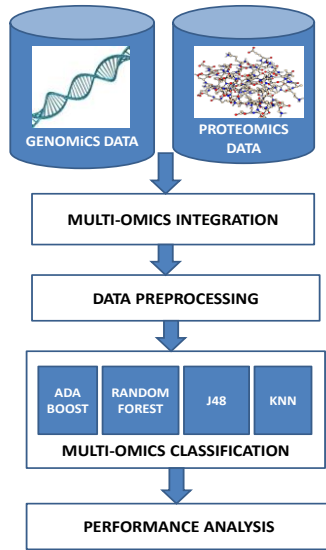 GENOMiCS DATA
PROTEOMICS
DATA
MULTI-OMICS INTEGRATION
DATA PREPROCESSING
ADA
BOOST
RANDOM
FOREST
J48
KNN
MULTI-OMICS CLASSIFICATION
PERFORMANCE ANALYSIS